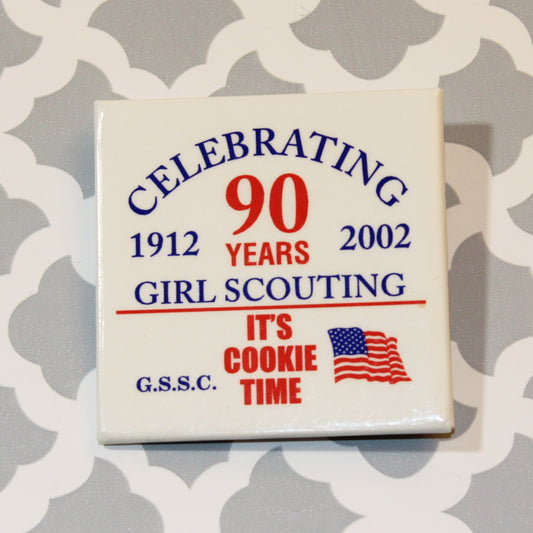 CELEBRATING
90
1912 YEARS 2002
GIRL SCOUTING
IT'S
COOKIE
G.S.S.C. TIME